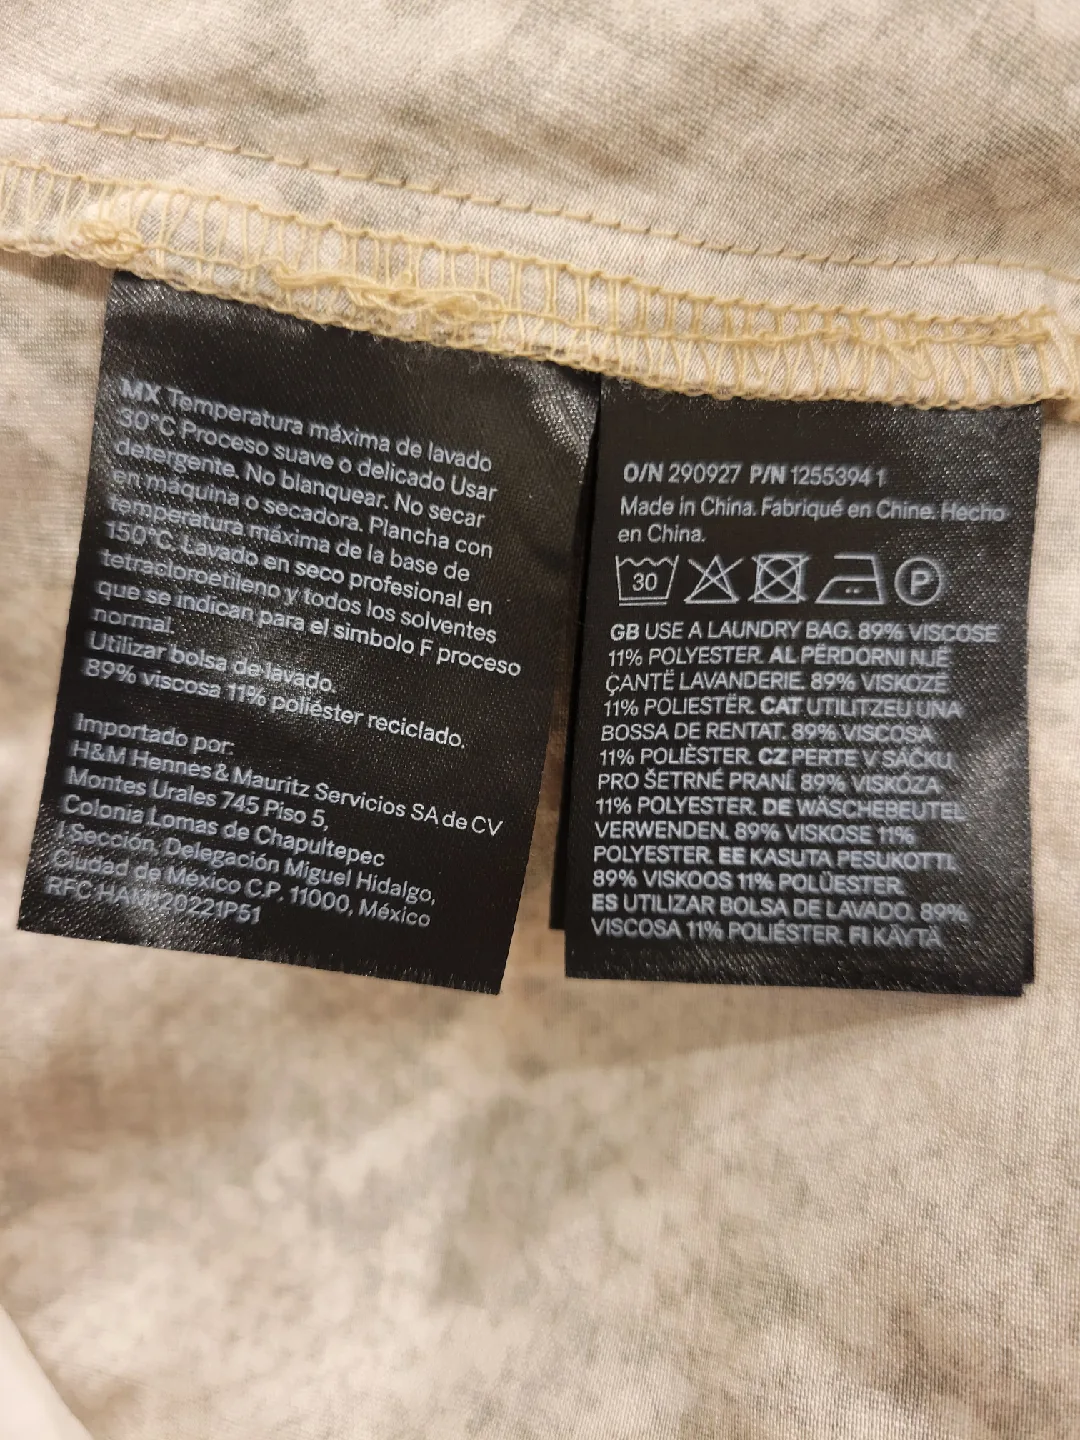 MX Temperatura máxima de lavado
30°C Proceso suave o delicado Usar
detergente. No blanquear. No secar
en máquina o secadora. Plancha con
temperatura máxima de la base de
150°C. Lavado en seco profesional en
tetracloroetileno y todos los solventes
que se indican para el simbolo F proceso
normal.
Utilizar bolsa de lavado.
89% viscosa 11% poliéster reciclado.
Importado por:
H&M Hennes & Mauritz Servicios SA de CV
Montes Urales 745 Piso 5,
Colonia Lomas de Chapultepec
I Sección, Delegación Miguel Hidalgo,
Ciudad de México C.P. 11000, México
RFC
O/N 290927 P/N 1255394 1
Made in China. Fabriqué en Chine. Hecho
en China.
30 P
GB USE A LAUNDRY BAG. 89% VISCOSE
11% POLYESTER. AL PËRDORNI NJË
ÇANTË LAVANDERIE. 89% VISKOZË
11% POLIESTËR. CAT UTILITZEU UNA
BOSSA DE RENTAT. 89% VISCOSA
11% POLIÈSTER. CZ PERTE V SÁČKU
PRO ŠETRNÉ PRANÍ 89% VISKÓZA
11% POLYESTER. DE WÄSCHEBEUTEL
VERWENDEN. 89% VISKOSE 11%
POLYESTER. EE KASUTA PESUKOTTI.
89% VISKOOS 11% POLÜESTER.
ES UTILIZAR BOLSA DE LAVADO. 89%
VISCOSA 11% POLIÉSTER. FI KÄYTÄ